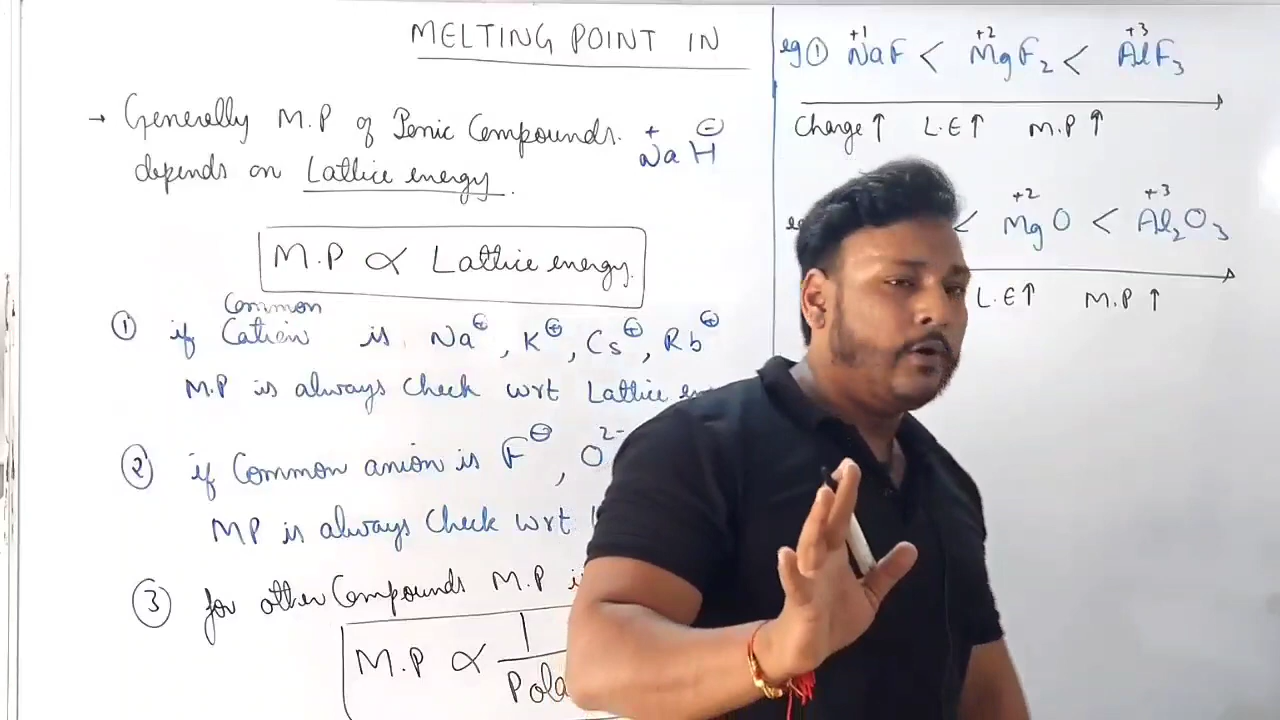 MELTING POINT IN
→ Generally M.P of Ionic Compounds.
depends on Lattice energy.
+ ⊖
Na H
M.P ∝ Lattice energy.
Common
① if Cation is Na⊕, K⊕, Cs⊕, Rb⊕
M.P is always Check wrt Lattice
② if Common anion is F⊖, O2-
MP is always Check wrt
③ for other Compounds M.P
M.P ∝ 1
+1 +2 +3
eg ① NaF < MgF2 < AlF3
Charge ↑ L.E ↑ M.P ↑
+2 +3
< MgO < Al2O3
L.E ↑ M.P ↑